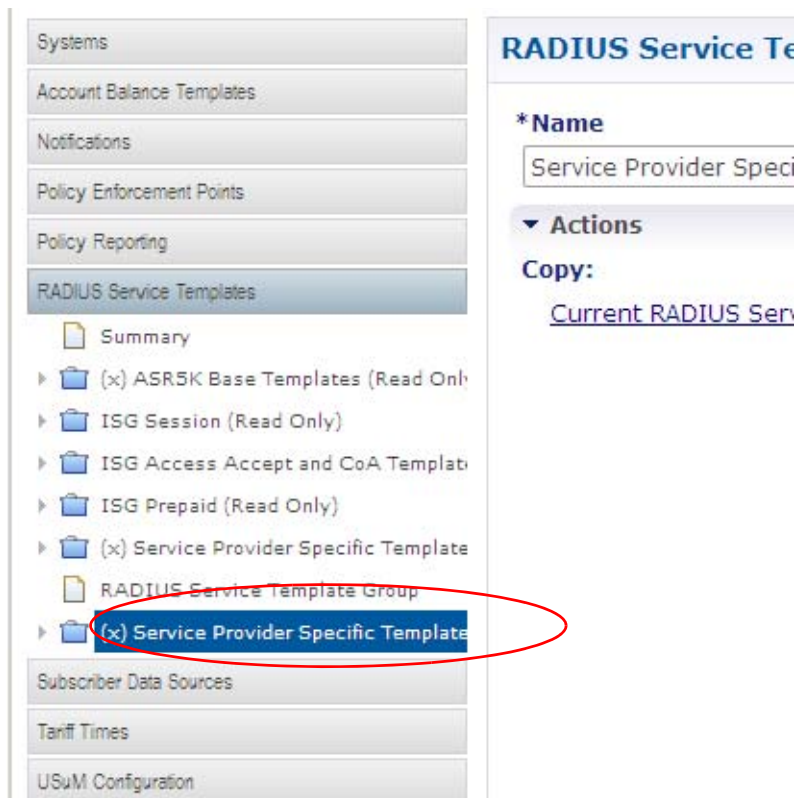 Systems
Account Balance Templates
Notifications
Policy Enforcement Points
Policy Reporting
RADIUS Service Templates
Summary
(x) ASR5K Base Templates (Read Only
ISG Session (Read Only)
ISG Access Accept and CoA Template
ISG Prepaid (Read Only)
(x) Service Provider Specific Template
RADIUS Service Template Group
(x) Service Provider Specific Template
Subscriber Data Sources
Tariff Times
USuM Configuration
RADIUS Service Te
*Name
Service Provider Speci
Actions
Copy:
Current RADIUS Serv